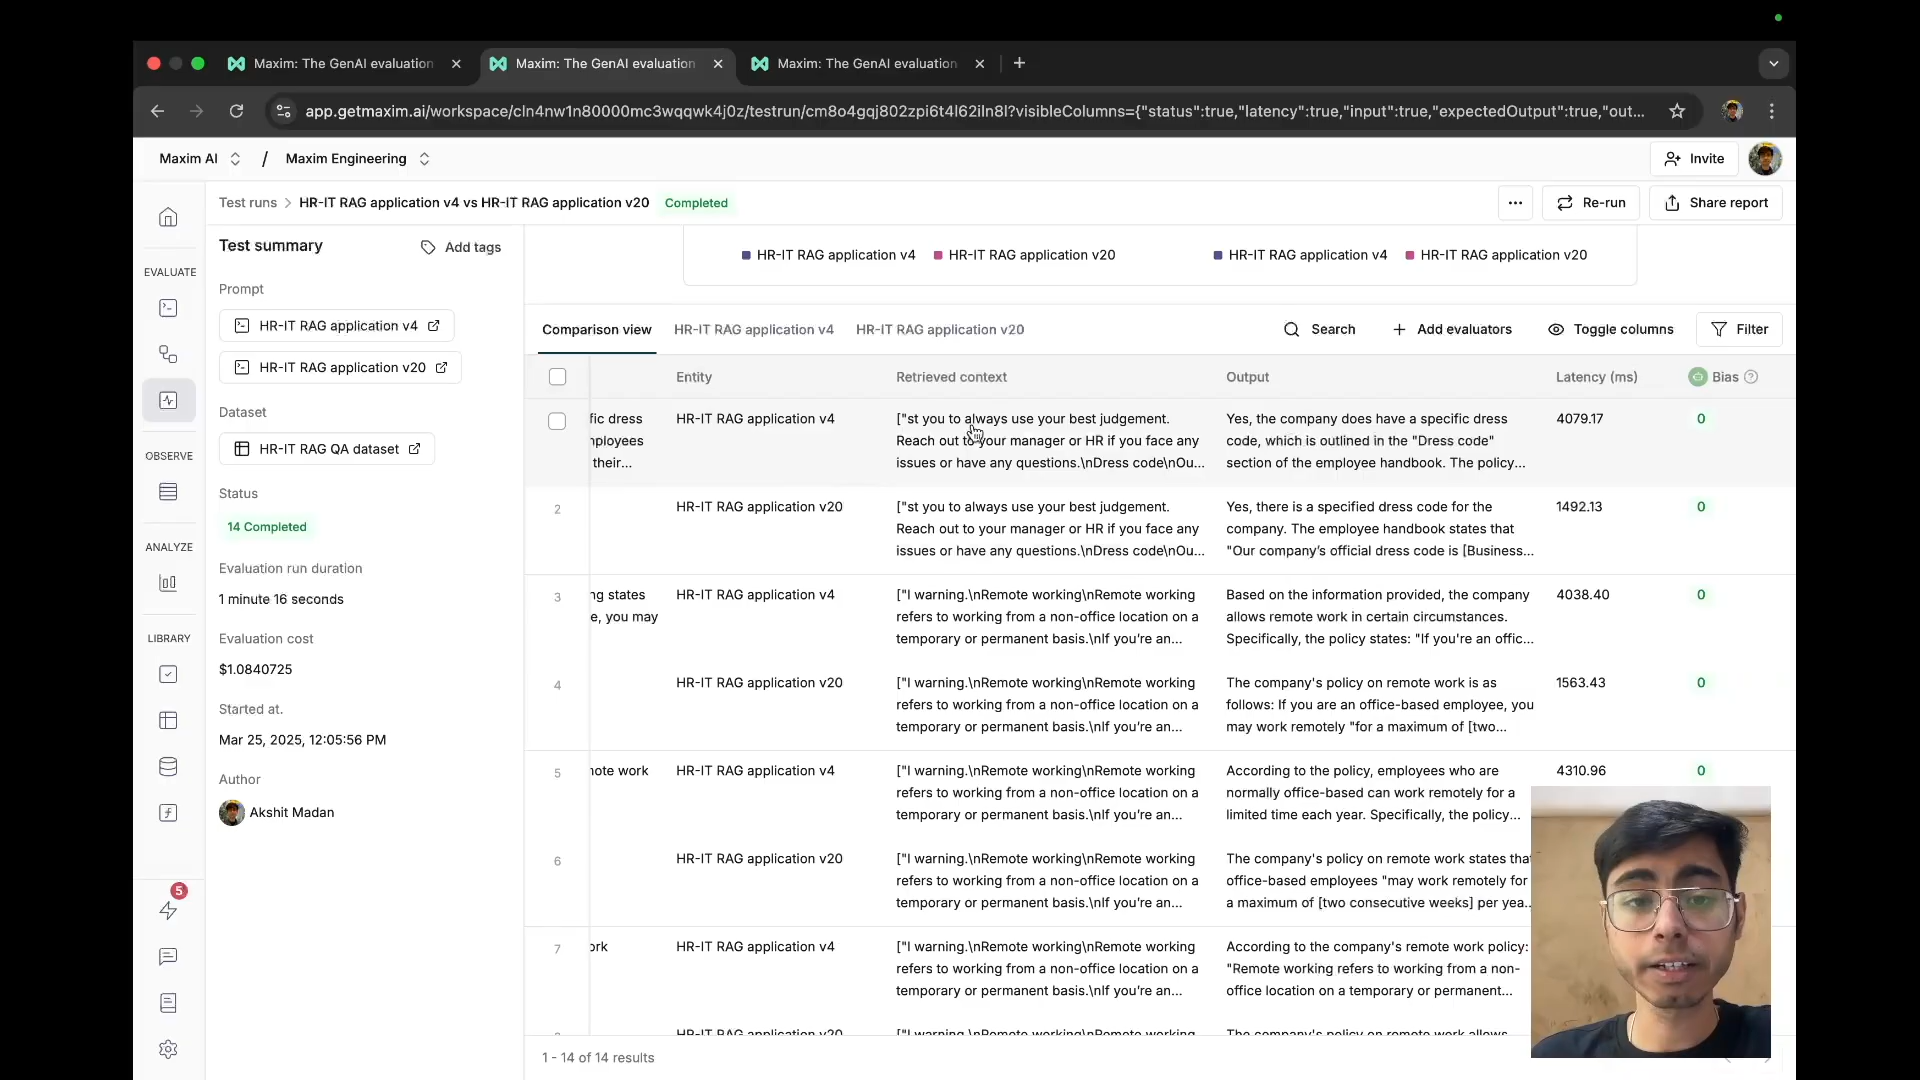 Maxim: The GenAI evaluation
Maxim: The GenAI evaluation
Maxim: The GenAI evaluation
app.getmaxim.ai/workspace/cln4nw1n80000mc3wqqwk4j0z/testrun/cm8o4gqj802zpi6t4l62iln8l?visibleColumns={"status":true,"latency":true,"input":true,"expectedOutput":true,"out...
Maxim AI / Maxim Engineering
Invite
Test runs > HR-IT RAG application v4 vs HR-IT RAG application v20 Completed
Re-run
Share report
Test summary
Add tags
Prompt
HR-IT RAG application v4
HR-IT RAG application v20
Dataset
HR-IT RAG QA dataset
Status
14 Completed
Evaluation run duration
1 minute 16 seconds
Evaluation cost
$1.0840725
Started at.
Mar 25, 2025, 12:05:56 PM
Author
Akshit Madan
EVALUATE
OBSERVE
ANALYZE
LIBRARY
5
HR-IT RAG application v4 HR-IT RAG application v20
HR-IT RAG application v4 HR-IT RAG application v20
Comparison view HR-IT RAG application v4 HR-IT RAG application v20
Search Add evaluators Toggle columns Filter
Entity Retrieved context Output Latency (ms) Bias
fic dress
nployees
their...
HR-IT RAG application v4
["st you to always use your best judgement.
Reach out to your manager or HR if you face any
issues or have any questions.\nDress code\nOu...
Yes, the company does have a specific dress
code, which is outlined in the "Dress code"
section of the employee handbook. The policy...
4079.17
0
2
HR-IT RAG application v20
["st you to always use your best judgement.
Reach out to your manager or HR if you face any
issues or have any questions.\nDress code\nOu...
Yes, there is a specified dress code for the
company. The employee handbook states that
"Our company's official dress code is [Business...
1492.13
0
3
ng states
e, you may
HR-IT RAG application v4
["l warning.\nRemote working\nRemote working
refers to working from a non-office location on a
temporary or permanent basis.\nIf you're an...
Based on the information provided, the company
allows remote work in certain circumstances.
Specifically, the policy states: "If you're an offic...
4038.40
0
4
HR-IT RAG application v20
["l warning.\nRemote working\nRemote working
refers to working from a non-office location on a
temporary or permanent basis.\nIf you're an...
The company's policy on remote work is as
follows: If you are an office-based employee, you
may work remotely "for a maximum of [two...
1563.43
0
5
note work
HR-IT RAG application v4
["l warning.\nRemote working\nRemote working
refers to working from a non-office location on a
temporary or permanent basis.\nIf you're an...
According to the policy, employees who are
normally office-based can work remotely for a
limited time each year. Specifically, the policy...
4310.96
0
6
HR-IT RAG application v20
["l warning.\nRemote working\nRemote working
refers to working from a non-office location on a
temporary or permanent basis.\nIf you're an...
The company's policy on remote work states tha
office-based employees "may work remotely for
a maximum of [two consecutive weeks] per yea..
7
ork
HR-IT RAG application v4
["l warning.\nRemote working\nRemote working
refers to working from a non-office location on a
temporary or permanent basis.\nIf you're an...
According to the company's remote work policy:
"Remote working refers to working from a non-
office location on a temporary or permanent...
HR-IT RAG application v20
["l warning.\nRemote working\nRemote working
The company's policy on remote work allows
1 - 14 of 14 results